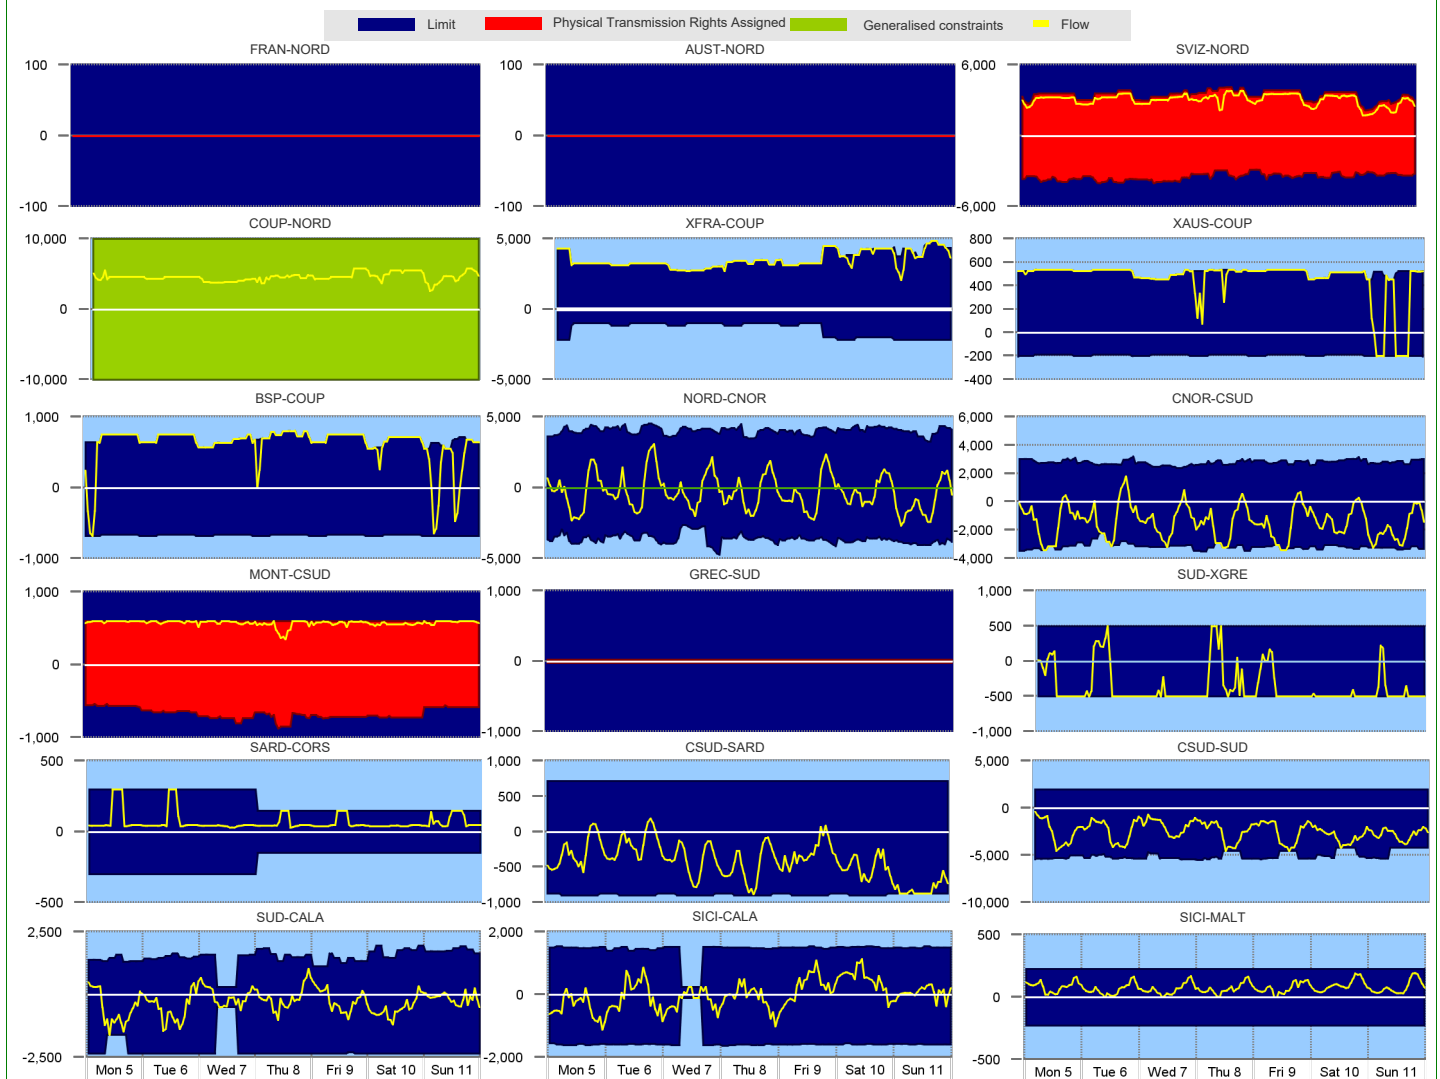 Limit Physical Transmission Rights Assigned Generalised constraints Flow
FRAN-NORD AUST-NORD SVIZ-NORD
100 100 6,000
0 0 0
-100 -100 -6,000
COUP-NORD XFRA-COUP XAUS-COUP
10,000 5,000 800
600
400
200
0 0 0
-200
-10,000 -5,000 -400
BSP-COUP NORD-CNOR CNOR-CSUD
1,000 5,000 6,000
4,000
2,000
0 0 0
-2,000
-1,000 -5,000 -4,000
MONT-CSUD GREC-SUD SUD-XGRE
1,000 1,000 1,000
500
0 0 0
-500
-1,000 -1,000 -1,000
SARD-CORS CSUD-SARD CSUD-SUD
500 1,000 5,000
500
0 0 0
-500 -5,000
-500 -1,000 -10,000
SUD-CALA SICI-CALA SICI-MALT
2,500 2,000 500
0 0 0
-2,500 -2,000 -500
Mon 5 Tue 6 Wed 7 Thu 8 Fri 9 Sat 10 Sun 11 Mon 5 Tue 6 Wed 7 Thu 8 Fri 9 Sat 10 Sun 11 Mon 5 Tue 6 Wed 7 Thu 8 Fri 9 Sat 10 Sun 11